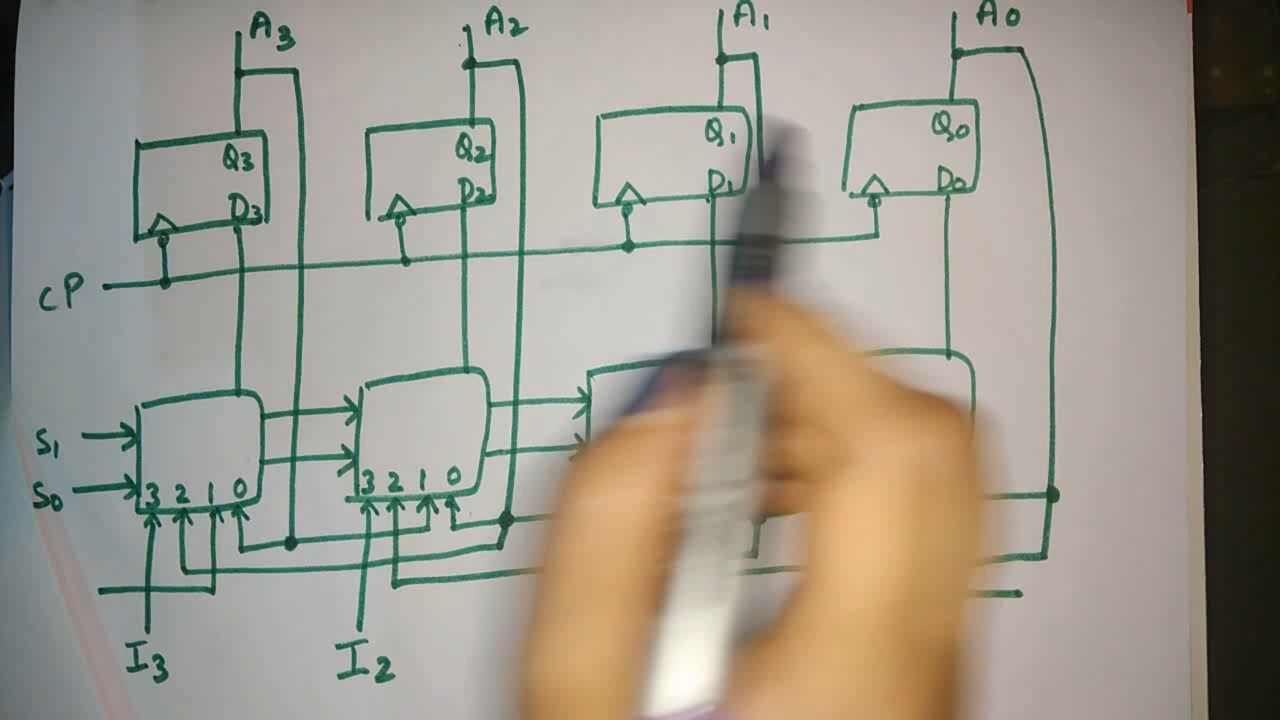 A3 A2 A1 A0
Q3 Q2 Q1 Q0
D3 D2 D1 D0
CP
S1
S0
3 2 1 0 3 2 1 0
I3 I2